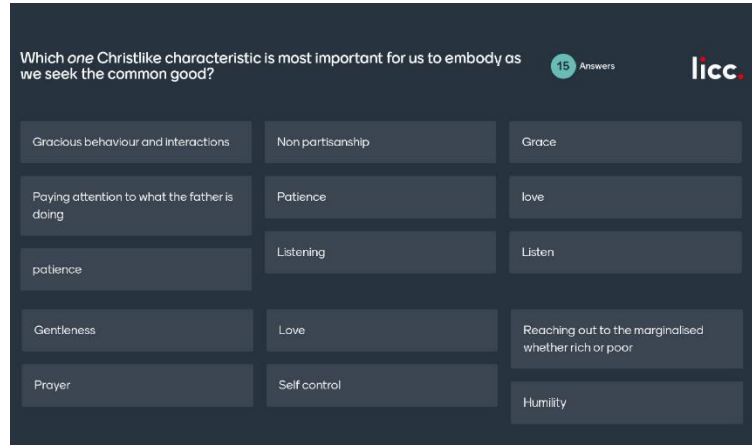 Which one Christlike characteristic is most important for us to embody as
we seek the common good?
15 Answers
licc.
Gracious behaviour and interactions
Non partisanship
Grace
Paying attention to what the father is
doing
Patience
love
patience
Listening
Listen
Gentleness
Love
Reaching out to the marginalised
whether rich or poor
Prayer
Self control
Humility